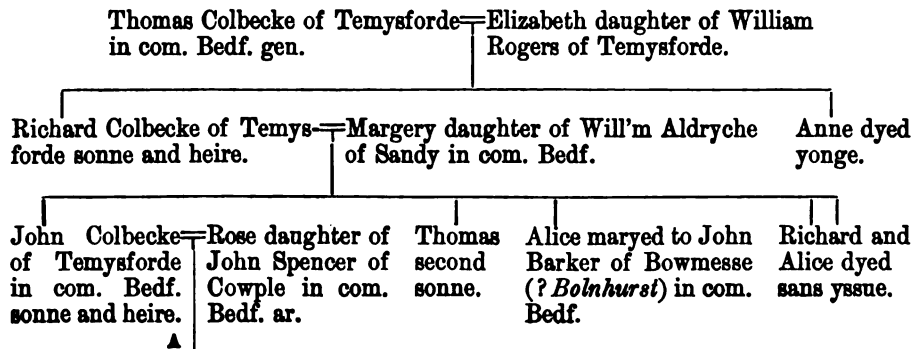 Thomas Colbecke of Temysforde
in com. Bedf. gen.
Elizabeth daughter of William
Rogers of Temysforde.
Richard Colbecke of Temys-
forde sonne and heire.
Margery daughter of Will'm Aldryche
of Sandy in com. Bedf.
Anne dyed
yonge.
John Colbecke
of Temysforde
in com. Bedf.
sonne and heire.
Rose daughter of
John Spencer of
Cowple in com.
Bedf. ar.
Thomas
second
sonne.
Alice maryed to John
Barker of Bowmesse
(? Bolnhurst) in com.
Bedf.
Richard and
Alice dyed
sans yssue.
A